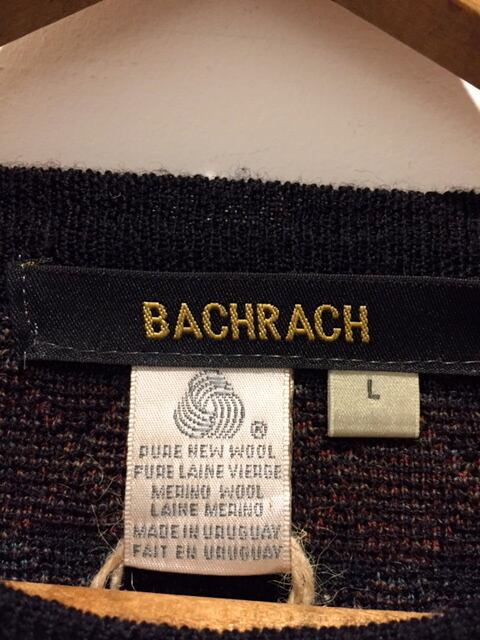 BACHRACH
L
®
PURE NEW WOOL
PURE LAINE VIERGE
MERINO WOOL
LAINE MERINO
MADE IN URUGUAY
FAIT EN URUGUAY